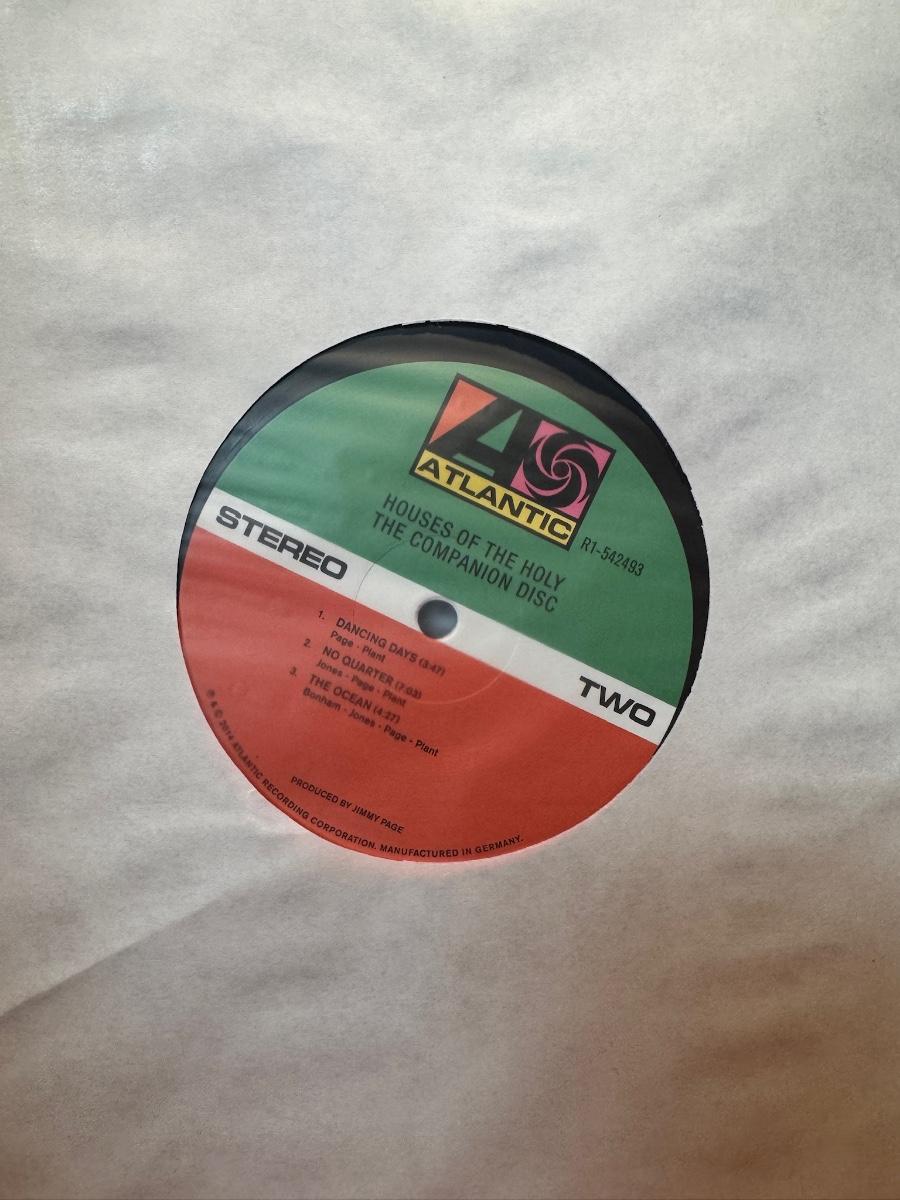 ATLANTIC
HOUSES OF THE HOLY
THE COMPANION DISC
R1-542493
STEREO
TWO
1. DANCING DAYS (3:47)
Page - Plant
2. NO QUARTER (7:03)
Jones - Page - Plant
3. THE OCEAN (4:27)
Bonham - Jones - Page - Plant
PRODUCED BY JIMMY PAGE
℗ & © 2014 ATLANTIC RECORDING CORPORATION. MANUFACTURED IN GERMANY.